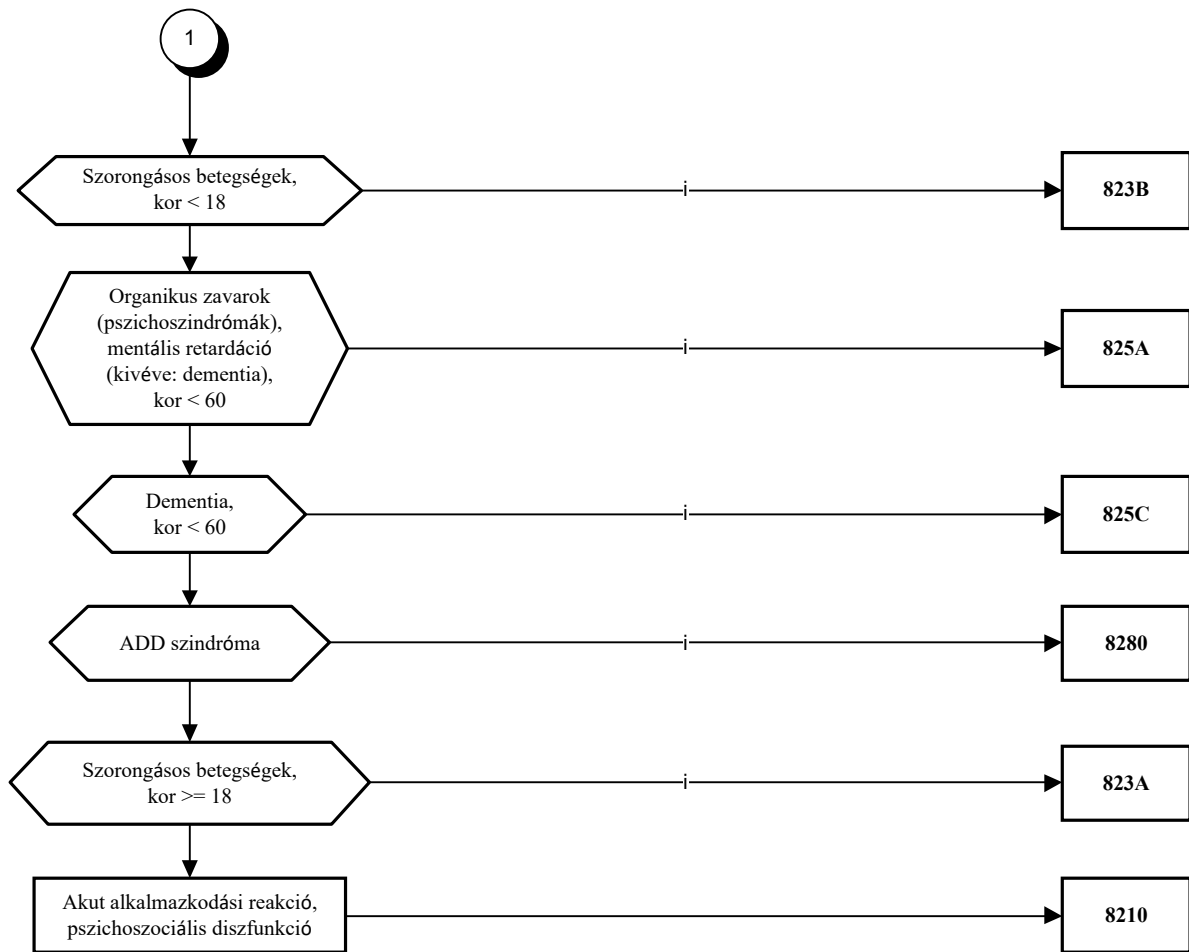 1
Szorongásos betegségek,
kor < 18
i
823B
Organikus zavarok
(pszichoszindrómák),
mentális retardáció
(kivéve: dementia),
kor < 60
i
825A
Dementia,
kor < 60
i
825C
ADD szindróma
i
8280
Szorongásos betegségek,
kor >= 18
i
823A
Akut alkalmazkodási reakció,
pszichoszociális diszfunkció
8210